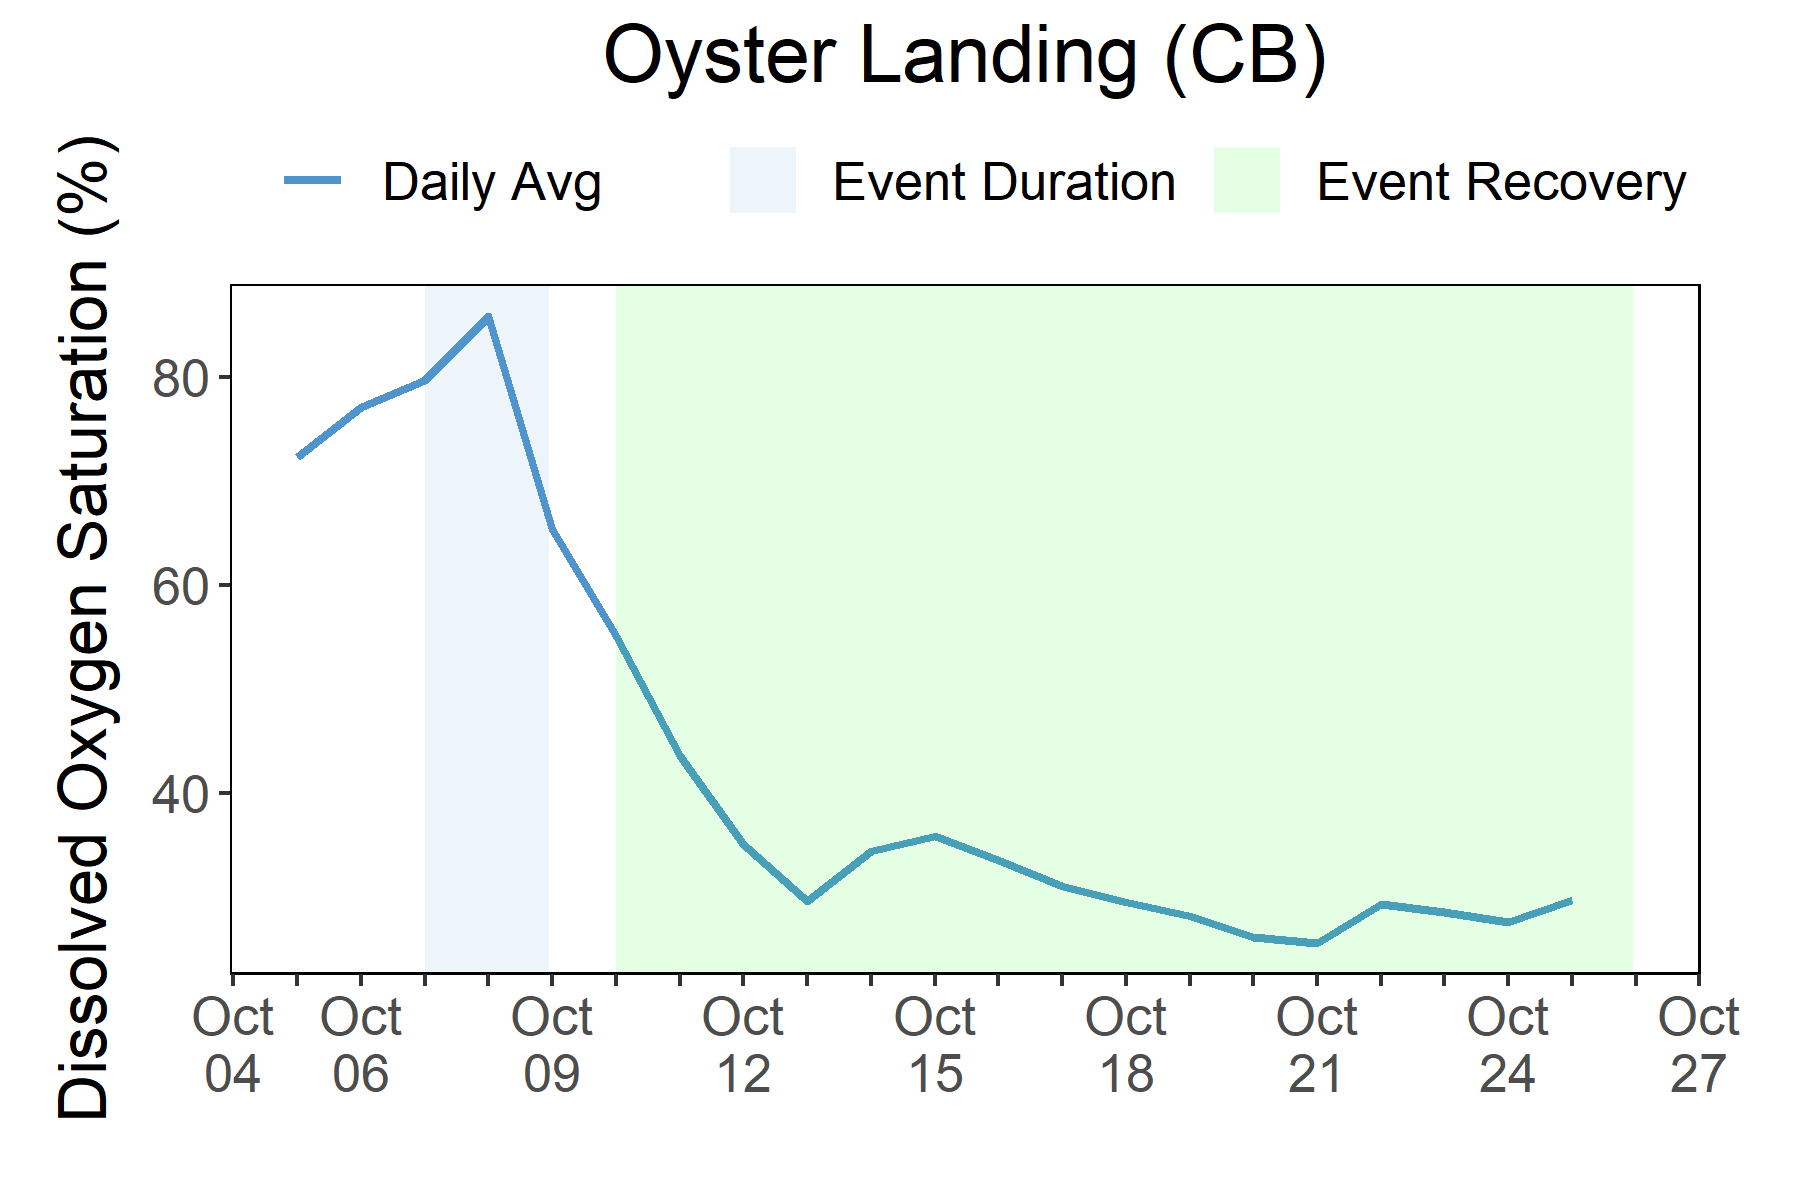 Oyster Landing (CB)
Daily Avg
Event Duration
Event Recovery
Dissolved Oxygen Saturation (%)
80
60
40
Oct
04
Oct
06
Oct
09
Oct
12
Oct
15
Oct
18
Oct
21
Oct
24
Oct
27